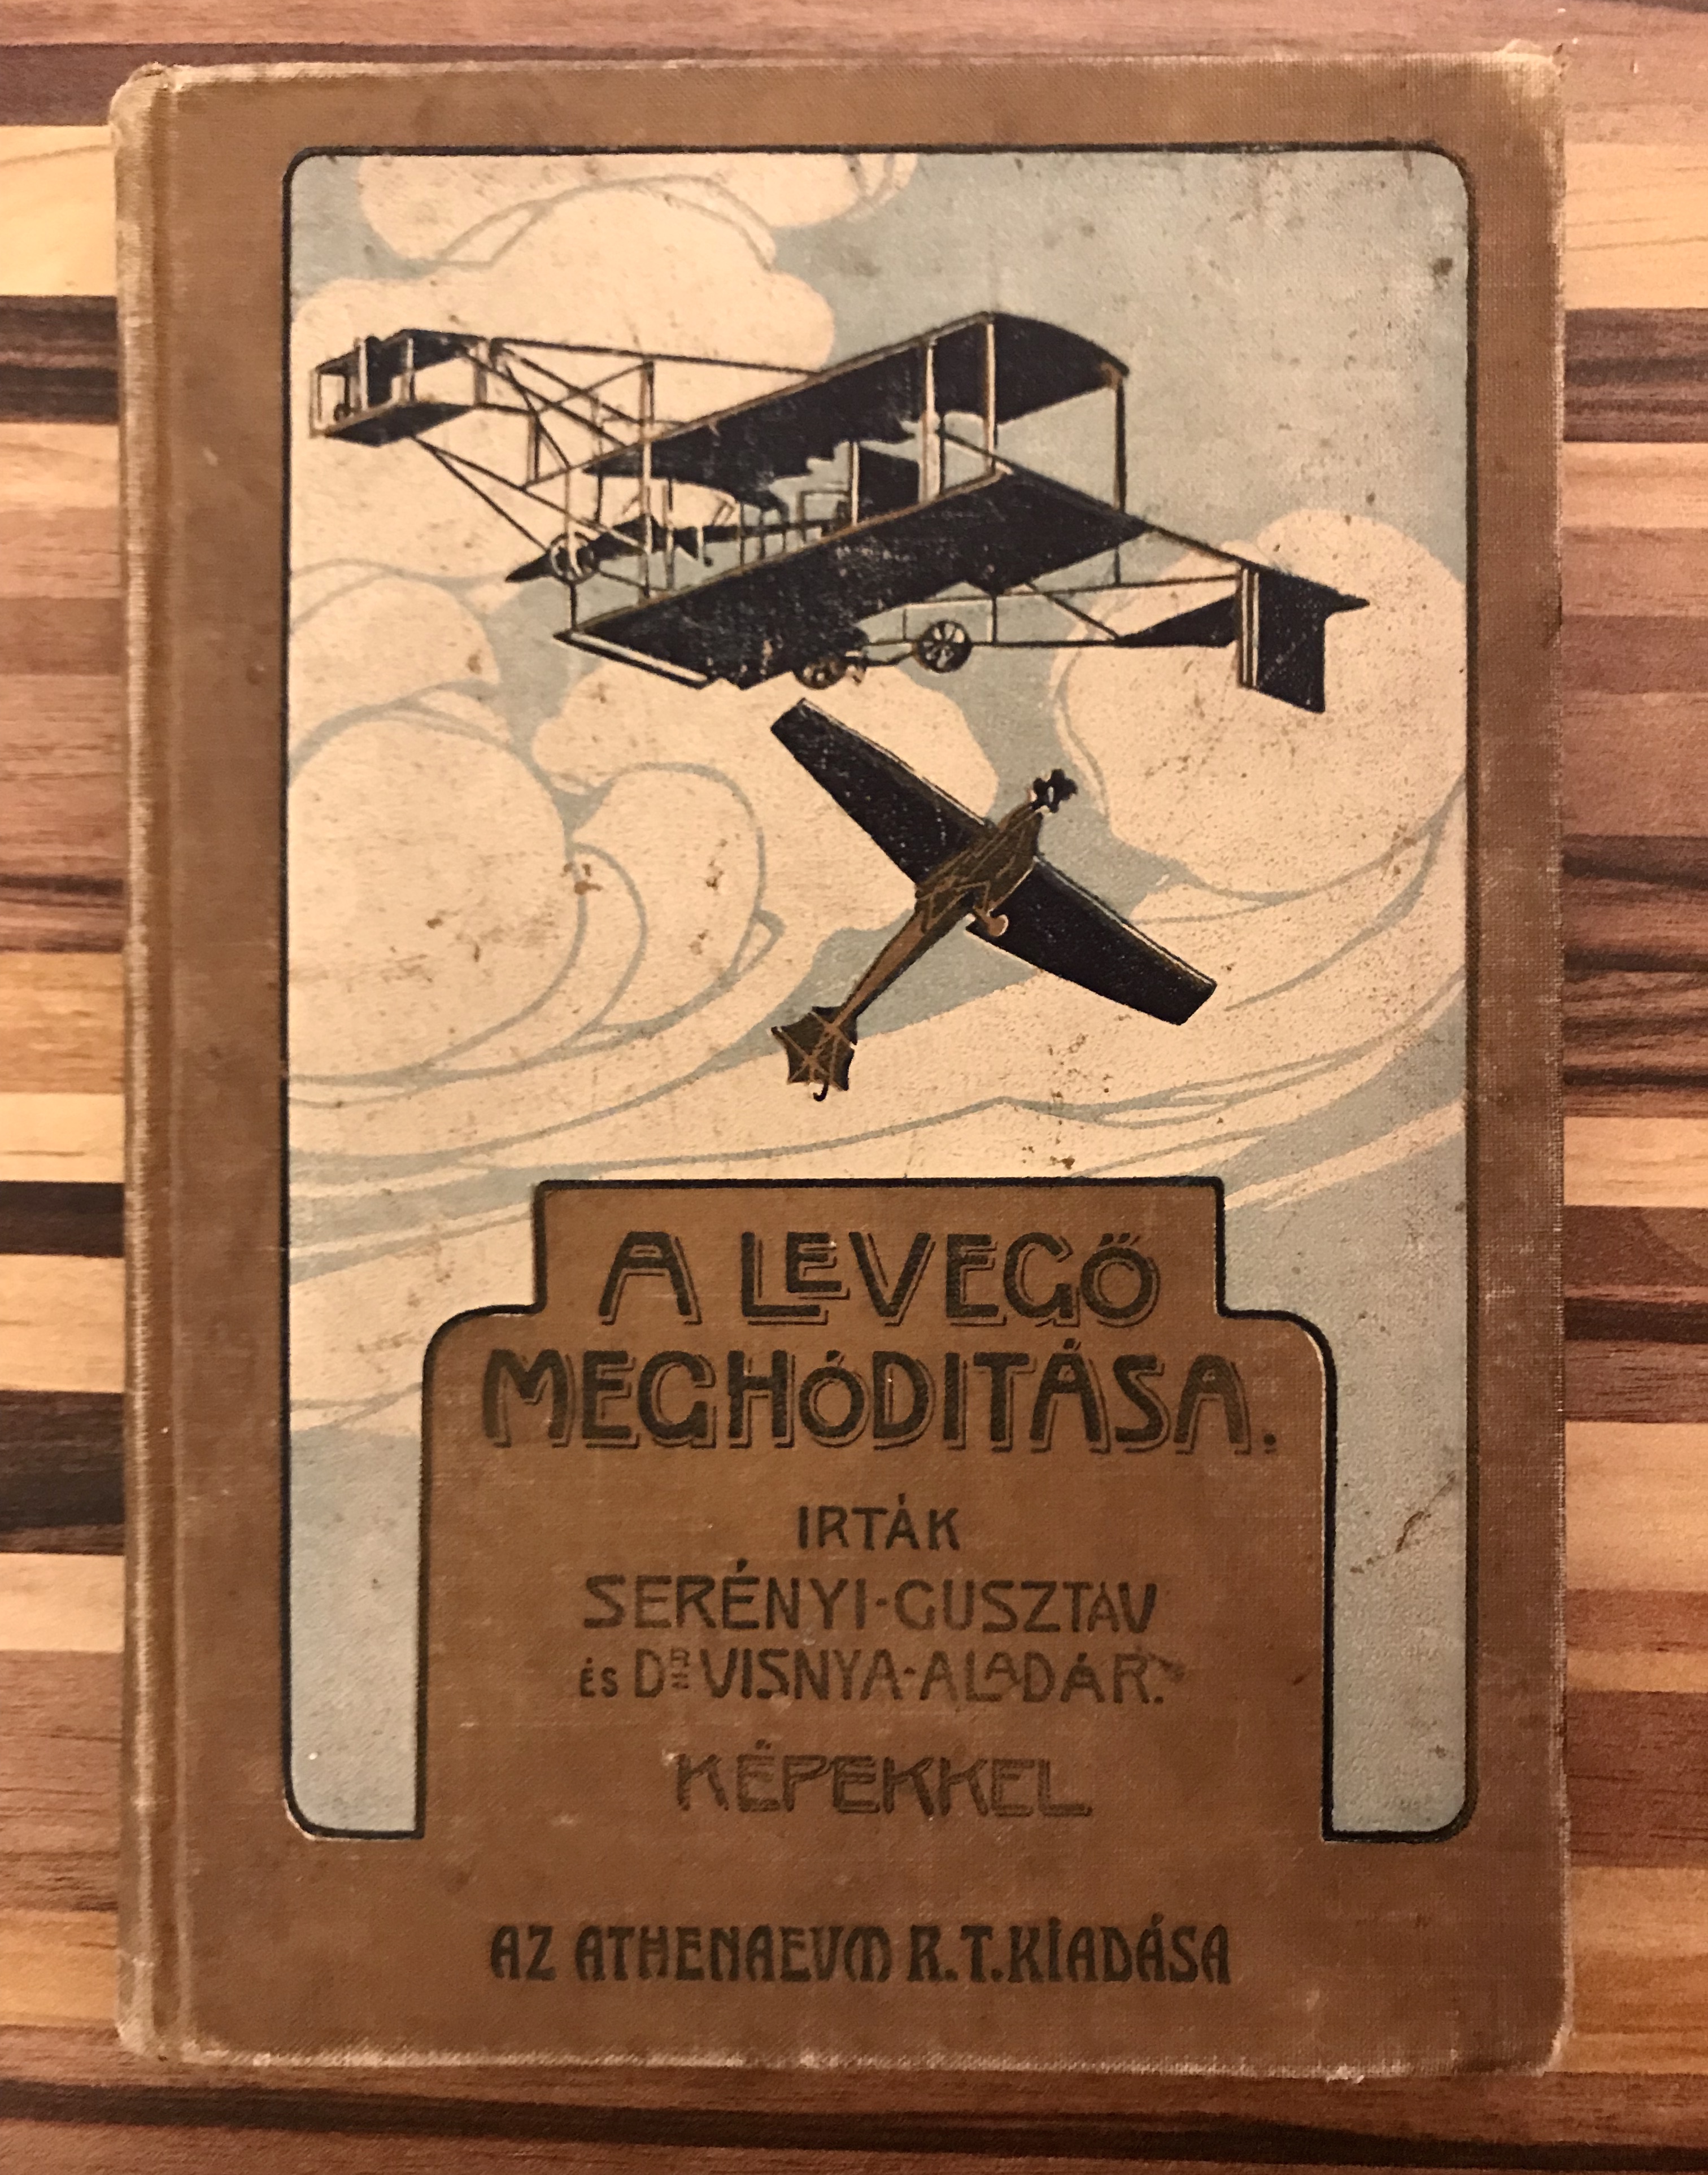 A LEVEGŐ
MEGHÓDITÁSA.
IRTÁK
SERÉNYI-GUSZTÁV
ÉS DR VISNYA-ALADÁR.
KÉPEKKEL
AZ ATHENAEUM R.T. KIADÁSA